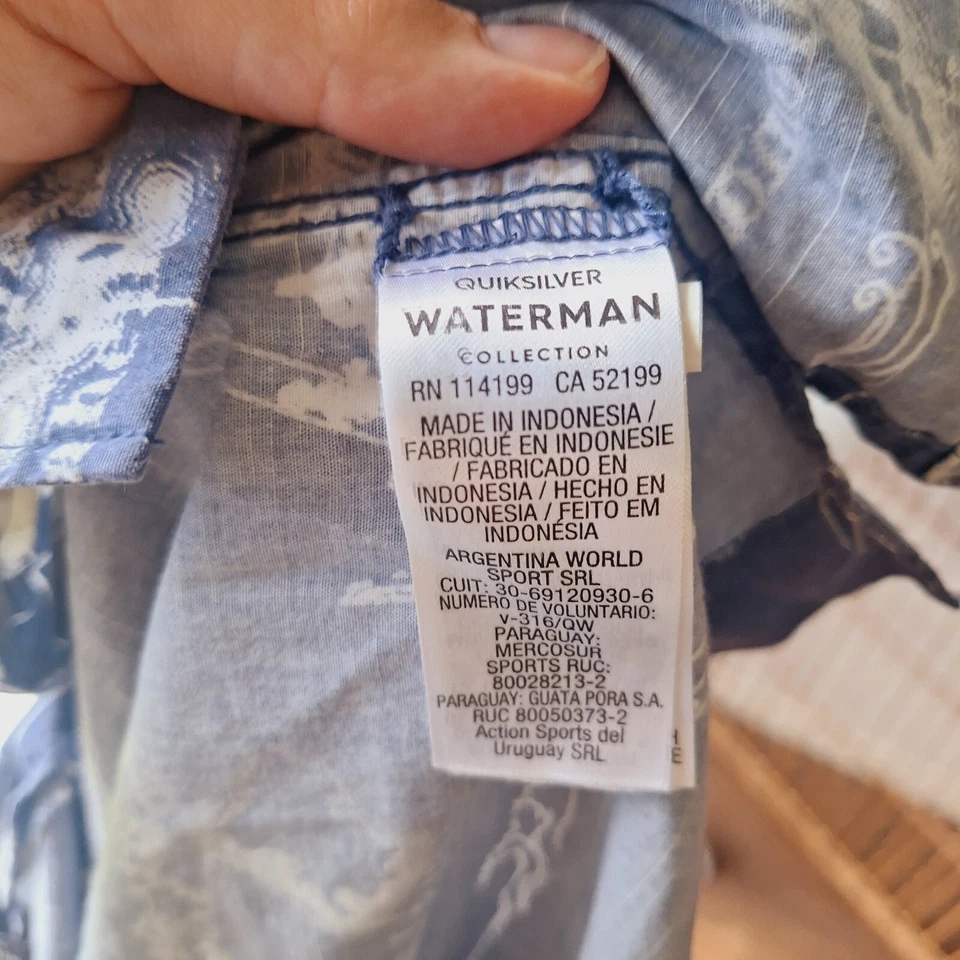 QUIKSILVER
WATERMAN
COLLECTION
RN 114199 CA 52199
MADE IN INDONESIA /
FABRIQUÉ EN INDONESIE
/ FABRICADO EN
INDONESIA / HECHO EN
INDONESIA / FEITO EM
INDONÉSIA
ARGENTINA WORLD
SPORT SRL
CUIT: 30-69120930-6
NUMERO DE VOLUNTARIO:
V-316/QW
PARAGUAY:
MERCOSUR
SPORTS RUC:
80028213-2
PARAGUAY: GUATA PORA S.A.
RUC 80050373-2
Action Sports del
Uruguay SRL
H
E